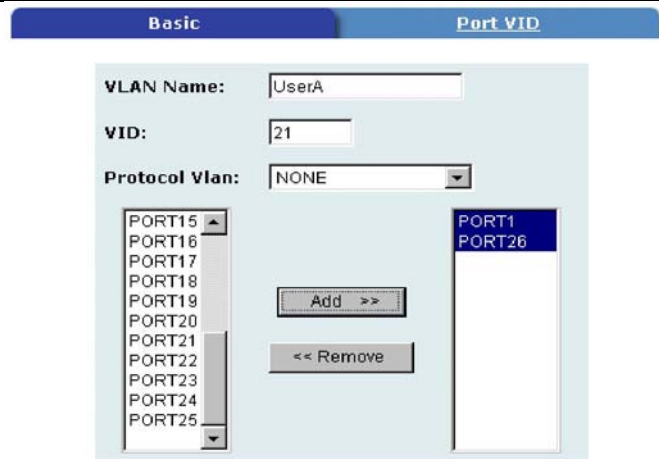 Basic
Port VID
VLAN Name:
UserA
VID:
21
Protocol Vlan:
NONE
PORT15
PORT16
PORT17
PORT18
PORT19
PORT20
PORT21
PORT22
PORT23
PORT24
PORT25
Add >>
<< Remove
PORT1
PORT26